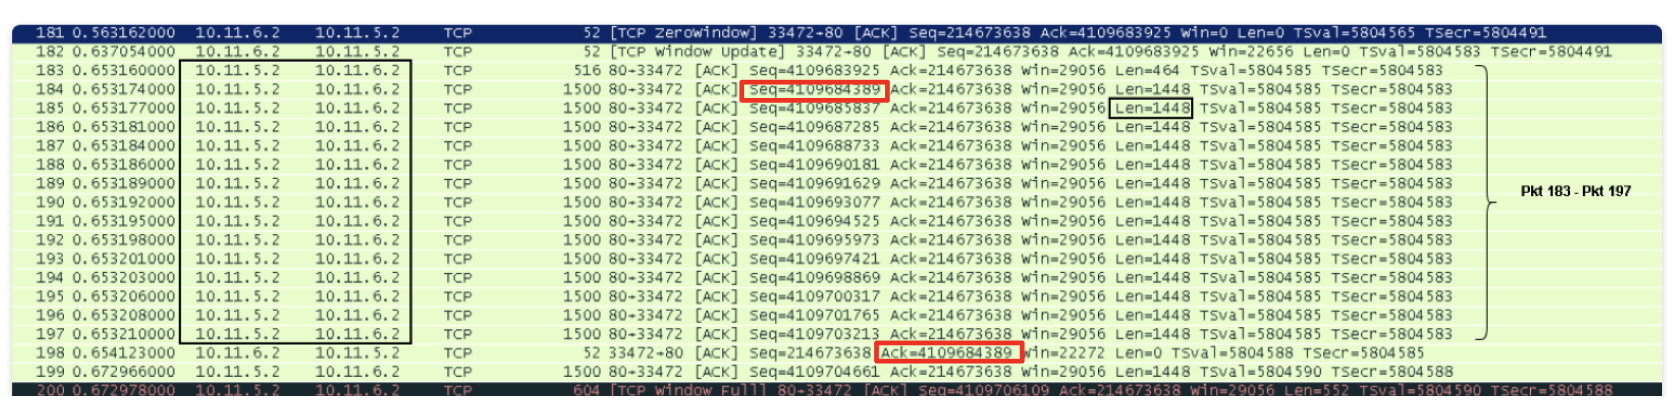 181 0.563162000 10.11.6.2 10.11.5.2 TCP 52 [TCP ZeroWindow] 33472→80 [ACK] Seq=214673638 Ack=4109683925 Win=0 Len=0 TSval=5804565 TSecr=5804491
182 0.637054000 10.11.6.2 10.11.5.2 TCP 52 [TCP Window Update] 33472→80 [ACK] Seq=214673638 Ack=4109683925 Win=22656 Len=0 TSval=5804583 TSecr=5804491
183 0.653160000 10.11.5.2 10.11.6.2 TCP 516 80→33472 [ACK] Seq=4109683925 Ack=214673638 Win=29056 Len=464 TSval=5804585 TSecr=5804583
184 0.653174000 10.11.5.2 10.11.6.2 TCP 1500 80→33472 [ACK] Seq=4109684389 Ack=214673638 Win=29056 Len=1448 TSval=5804585 TSecr=5804583
185 0.653177000 10.11.5.2 10.11.6.2 TCP 1500 80→33472 [ACK] Seq=4109685837 Ack=214673638 Win=29056 Len=1448 TSval=5804585 TSecr=5804583
186 0.653181000 10.11.5.2 10.11.6.2 TCP 1500 80→33472 [ACK] Seq=4109687285 Ack=214673638 Win=29056 Len=1448 TSval=5804585 TSecr=5804583
187 0.653184000 10.11.5.2 10.11.6.2 TCP 1500 80→33472 [ACK] Seq=4109688733 Ack=214673638 Win=29056 Len=1448 TSval=5804585 TSecr=5804583
188 0.653186000 10.11.5.2 10.11.6.2 TCP 1500 80→33472 [ACK] Seq=4109690181 Ack=214673638 Win=29056 Len=1448 TSval=5804585 TSecr=5804583
189 0.653189000 10.11.5.2 10.11.6.2 TCP 1500 80→33472 [ACK] Seq=4109691629 Ack=214673638 Win=29056 Len=1448 TSval=5804585 TSecr=5804583
Pkt 183 - Pkt 197
190 0.653192000 10.11.5.2 10.11.6.2 TCP 1500 80→33472 [ACK] Seq=4109693077 Ack=214673638 Win=29056 Len=1448 TSval=5804585 TSecr=5804583
191 0.653195000 10.11.5.2 10.11.6.2 TCP 1500 80→33472 [ACK] Seq=4109694525 Ack=214673638 Win=29056 Len=1448 TSval=5804585 TSecr=5804583
192 0.653198000 10.11.5.2 10.11.6.2 TCP 1500 80→33472 [ACK] Seq=4109695973 Ack=214673638 Win=29056 Len=1448 TSval=5804585 TSecr=5804583
193 0.653201000 10.11.5.2 10.11.6.2 TCP 1500 80→33472 [ACK] Seq=4109697421 Ack=214673638 Win=29056 Len=1448 TSval=5804585 TSecr=5804583
194 0.653203000 10.11.5.2 10.11.6.2 TCP 1500 80→33472 [ACK] Seq=4109698869 Ack=214673638 Win=29056 Len=1448 TSval=5804585 TSecr=5804583
195 0.653206000 10.11.5.2 10.11.6.2 TCP 1500 80→33472 [ACK] Seq=4109700317 Ack=214673638 Win=29056 Len=1448 TSval=5804585 TSecr=5804583
196 0.653208000 10.11.5.2 10.11.6.2 TCP 1500 80→33472 [ACK] Seq=4109701765 Ack=214673638 Win=29056 Len=1448 TSval=5804585 TSecr=5804583
197 0.653210000 10.11.5.2 10.11.6.2 TCP 1500 80→33472 [ACK] Seq=4109703213 Ack=214673638 Win=29056 Len=1448 TSval=5804585 TSecr=5804583
198 0.654123000 10.11.6.2 10.11.5.2 TCP 52 33472→80 [ACK] Seq=214673638 Ack=4109684389 Win=22272 Len=0 TSval=5804588 TSecr=5804585
199 0.672966000 10.11.5.2 10.11.6.2 TCP 1500 80→33472 [ACK] Seq=4109704661 Ack=214673638 Win=29056 Len=1448 TSval=5804590 TSecr=5804588
200 0.672978000 10.11.5.2 10.11.6.2 TCP 604 [TCP Window Full] 80→33472 [ACK] Seq=4109706109 Ack=214673638 Win=29056 Len=552 TSval=5804590 TSecr=5804588